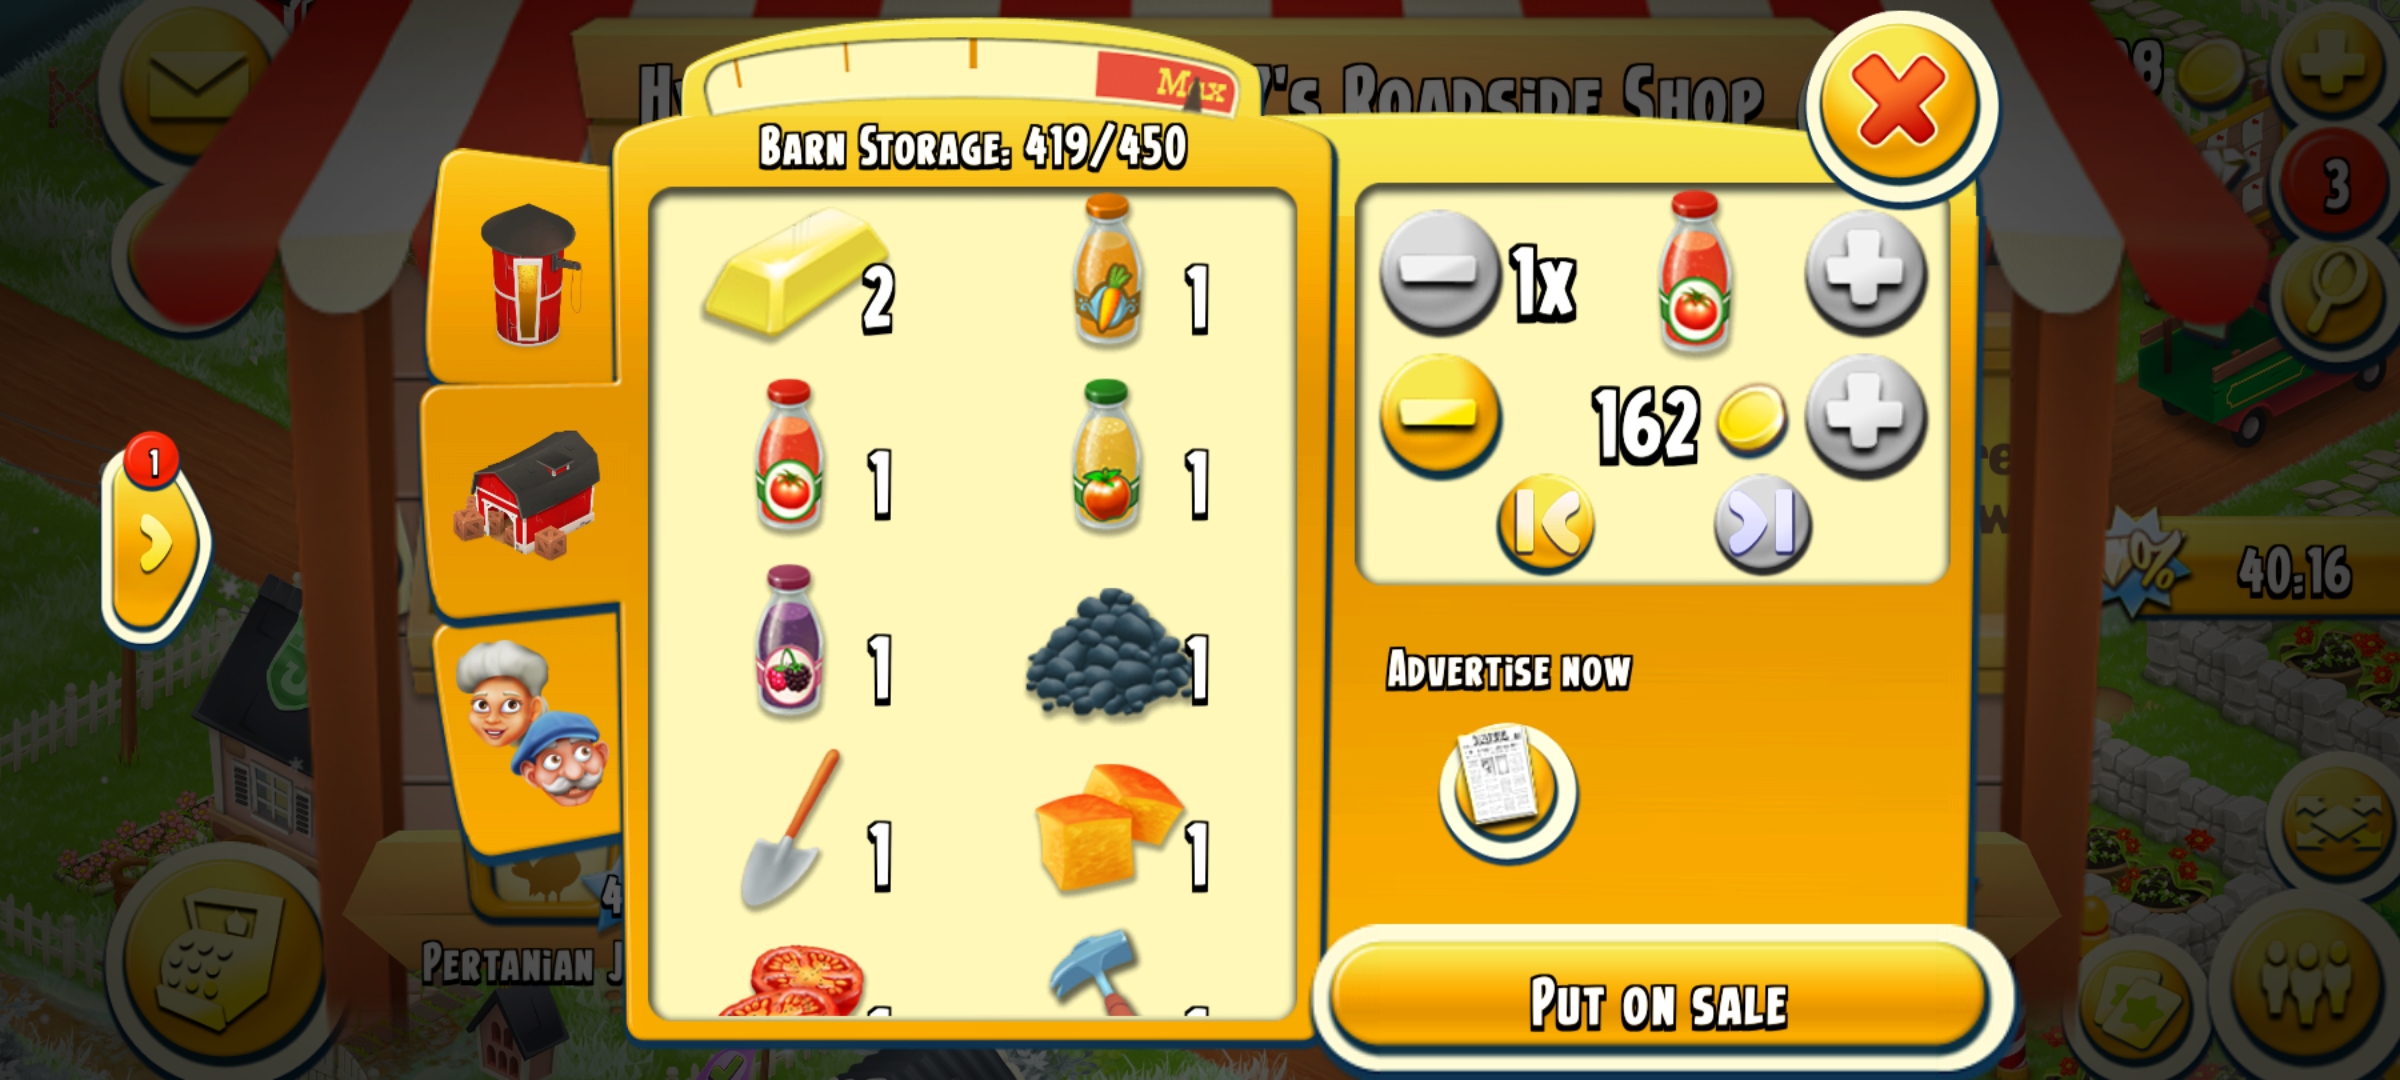 's Roadside Shop
Max
Barn Storage: 419/450
3
2
1
1x
162
1
1
1
1
1
1
1
40:16
Advertise now
Pertanian
Put on sale